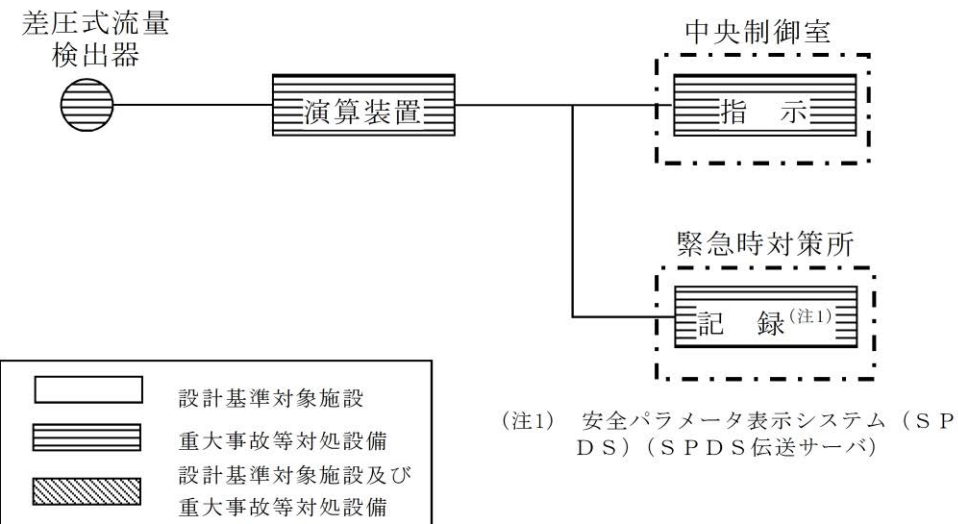 差圧式流量
検出器
演算装置
中央制御室
指 示
緊急時対策所
記 録(注1)
設計基準対象施設
重大事故等対処設備
設計基準対象施設及び
重大事故等対処設備
(注1) 安全パラメータ表示システム(SP
DS)(SPDS伝送サーバ)